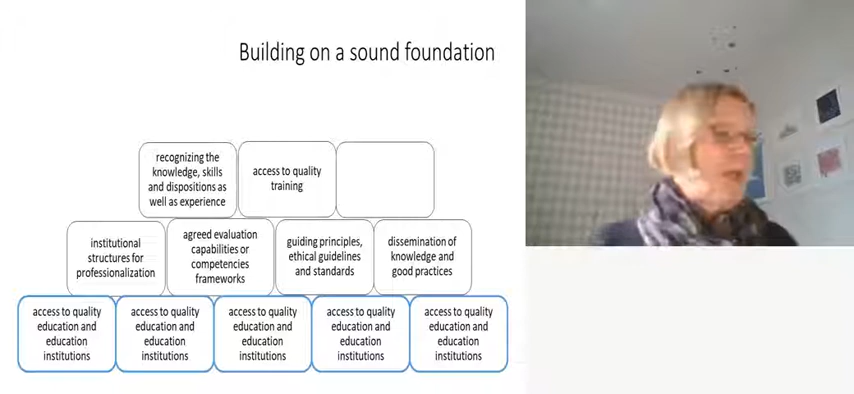 Building on a sound foundation
recognizing the
knowledge, skills
and dispositions as
well as experience
access to quality
training
institutional
structures for
professionalization
agreed evaluation
capabilities or
competencies
frameworks
guiding principles,
ethical guidelines
and standards
dissemination of
knowledge and
good practices
access to quality
education and
education
institutions
access to quality
education and
education
institutions
access to quality
education and
education
institutions
access to quality
education and
education
institutions
access to quality
education and
education
institutions